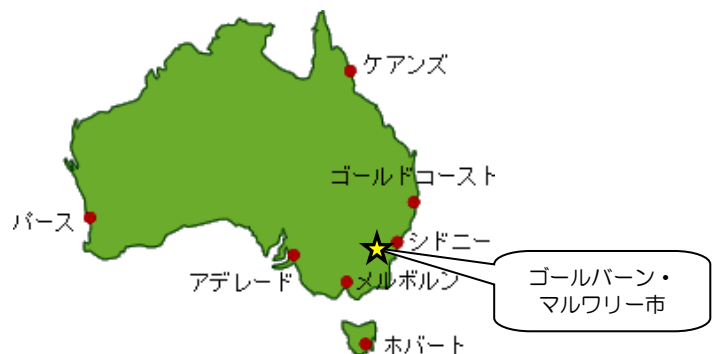 ケアンズ
ゴールドコースト
パース
シドニー
アデレード
メルボルン
ゴールバーン・
マルワリー市
ホバート